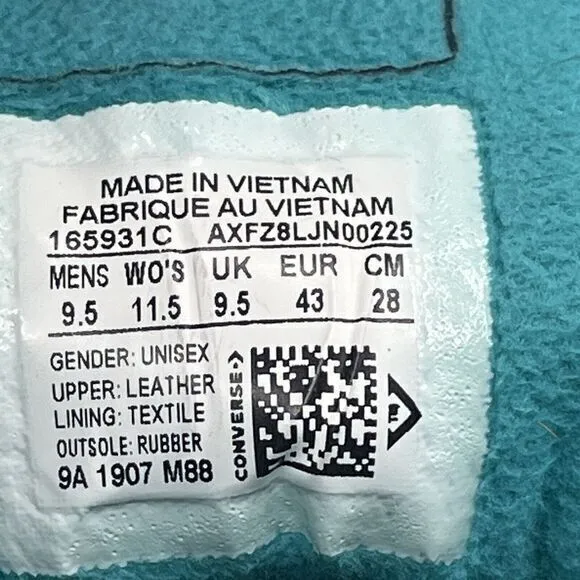 MADE IN VIETNAM
FABRIQUE AU VIETNAM
165931C AXFZ8LJN00225
MENS WO'S UK EUR CM
9.5 11.5 9.5 43 28
GENDER: UNISEX
UPPER: LEATHER
LINING: TEXTILE
OUTSOLE: RUBBER
9A 1907 M88
CONVERSE